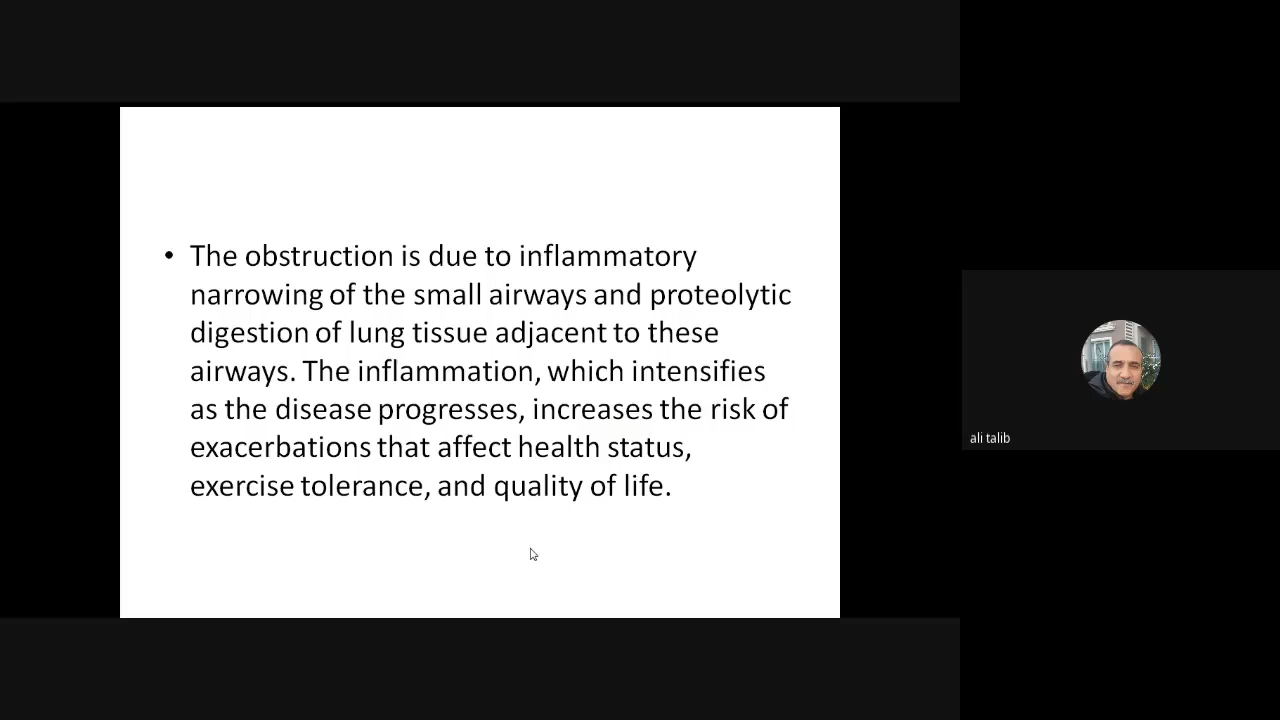 • The obstruction is due to inflammatory
narrowing of the small airways and proteolytic
digestion of lung tissue adjacent to these
airways. The inflammation, which intensifies
as the disease progresses, increases the risk of
exacerbations that affect health status,
exercise tolerance, and quality of life.
ali talib